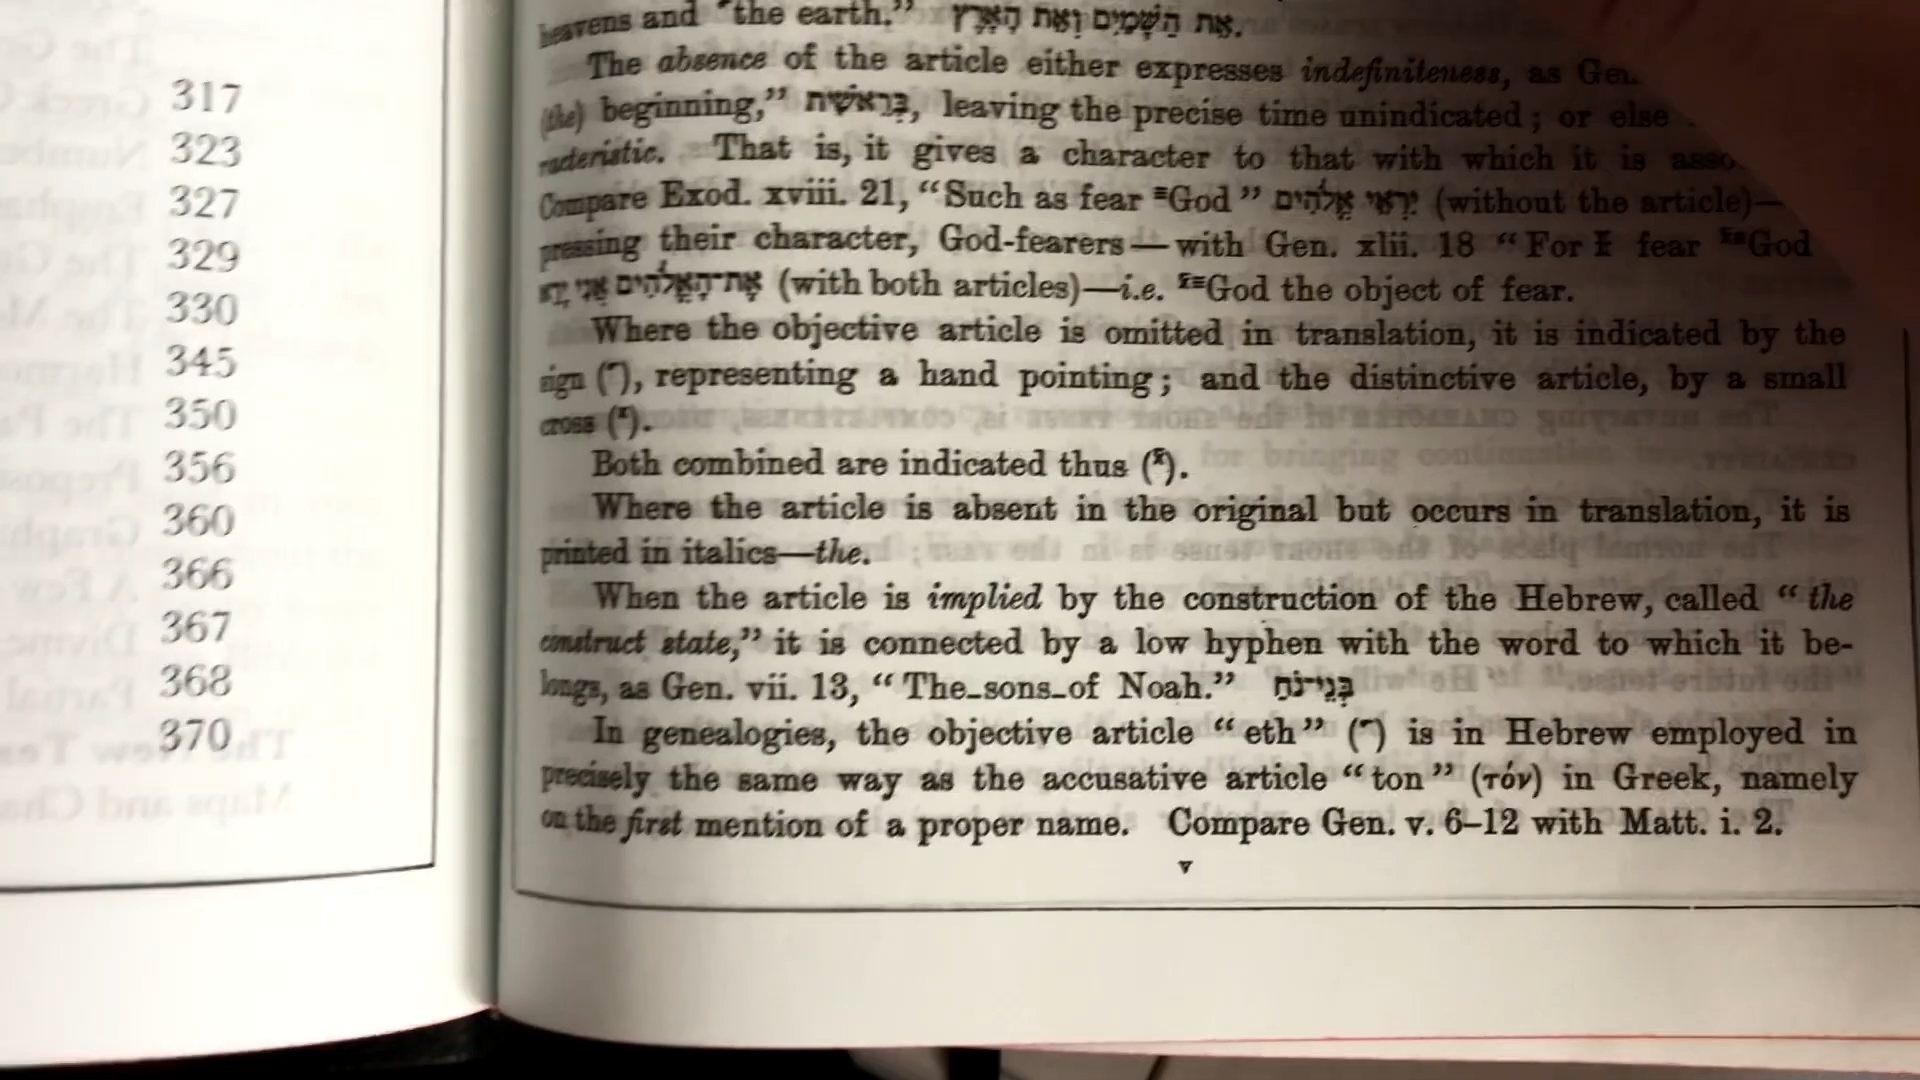 317
323
327
329
330
345
350
356
360
366
367
368
370
heavens and "the earth." אֵת הַשָּׁמַיִם וְאֵת הָאָרֶץ.
The absence of the article either expresses indefiniteness, as Gen.
(the) beginning," בְּרֵאשִׁית, leaving the precise time unindicated; or else
racteristic. That is, it gives a character to that with which it is asso
Compare Exod. xviii. 21, "Such as fear God" יִרְאֵי אֱלֹהִים (without the article)—
pressing their character, God-fearers—with Gen. xlii. 18 "For I fear God
אֶת־הָאֱלֹהִים אֲנִי יָרֵא (with both articles)—i.e. God the object of fear.
Where the objective article is omitted in translation, it is indicated by the
sign (), representing a hand pointing; and the distinctive article, by a small
cross ().
Both combined are indicated thus ().
Where the article is absent in the original but occurs in translation, it is
printed in italics—the.
When the article is implied by the construction of the Hebrew, called "the
construct state," it is connected by a low hyphen with the word to which it be-
longs, as Gen. vii. 13, "The_sons_of Noah." בְּנֵי־נֹחַ
In genealogies, the objective article "eth" () is in Hebrew employed in
precisely the same way as the accusative article "ton" (τόν) in Greek, namely
on the first mention of a proper name. Compare Gen. v. 6–12 with Matt. i. 2.
v